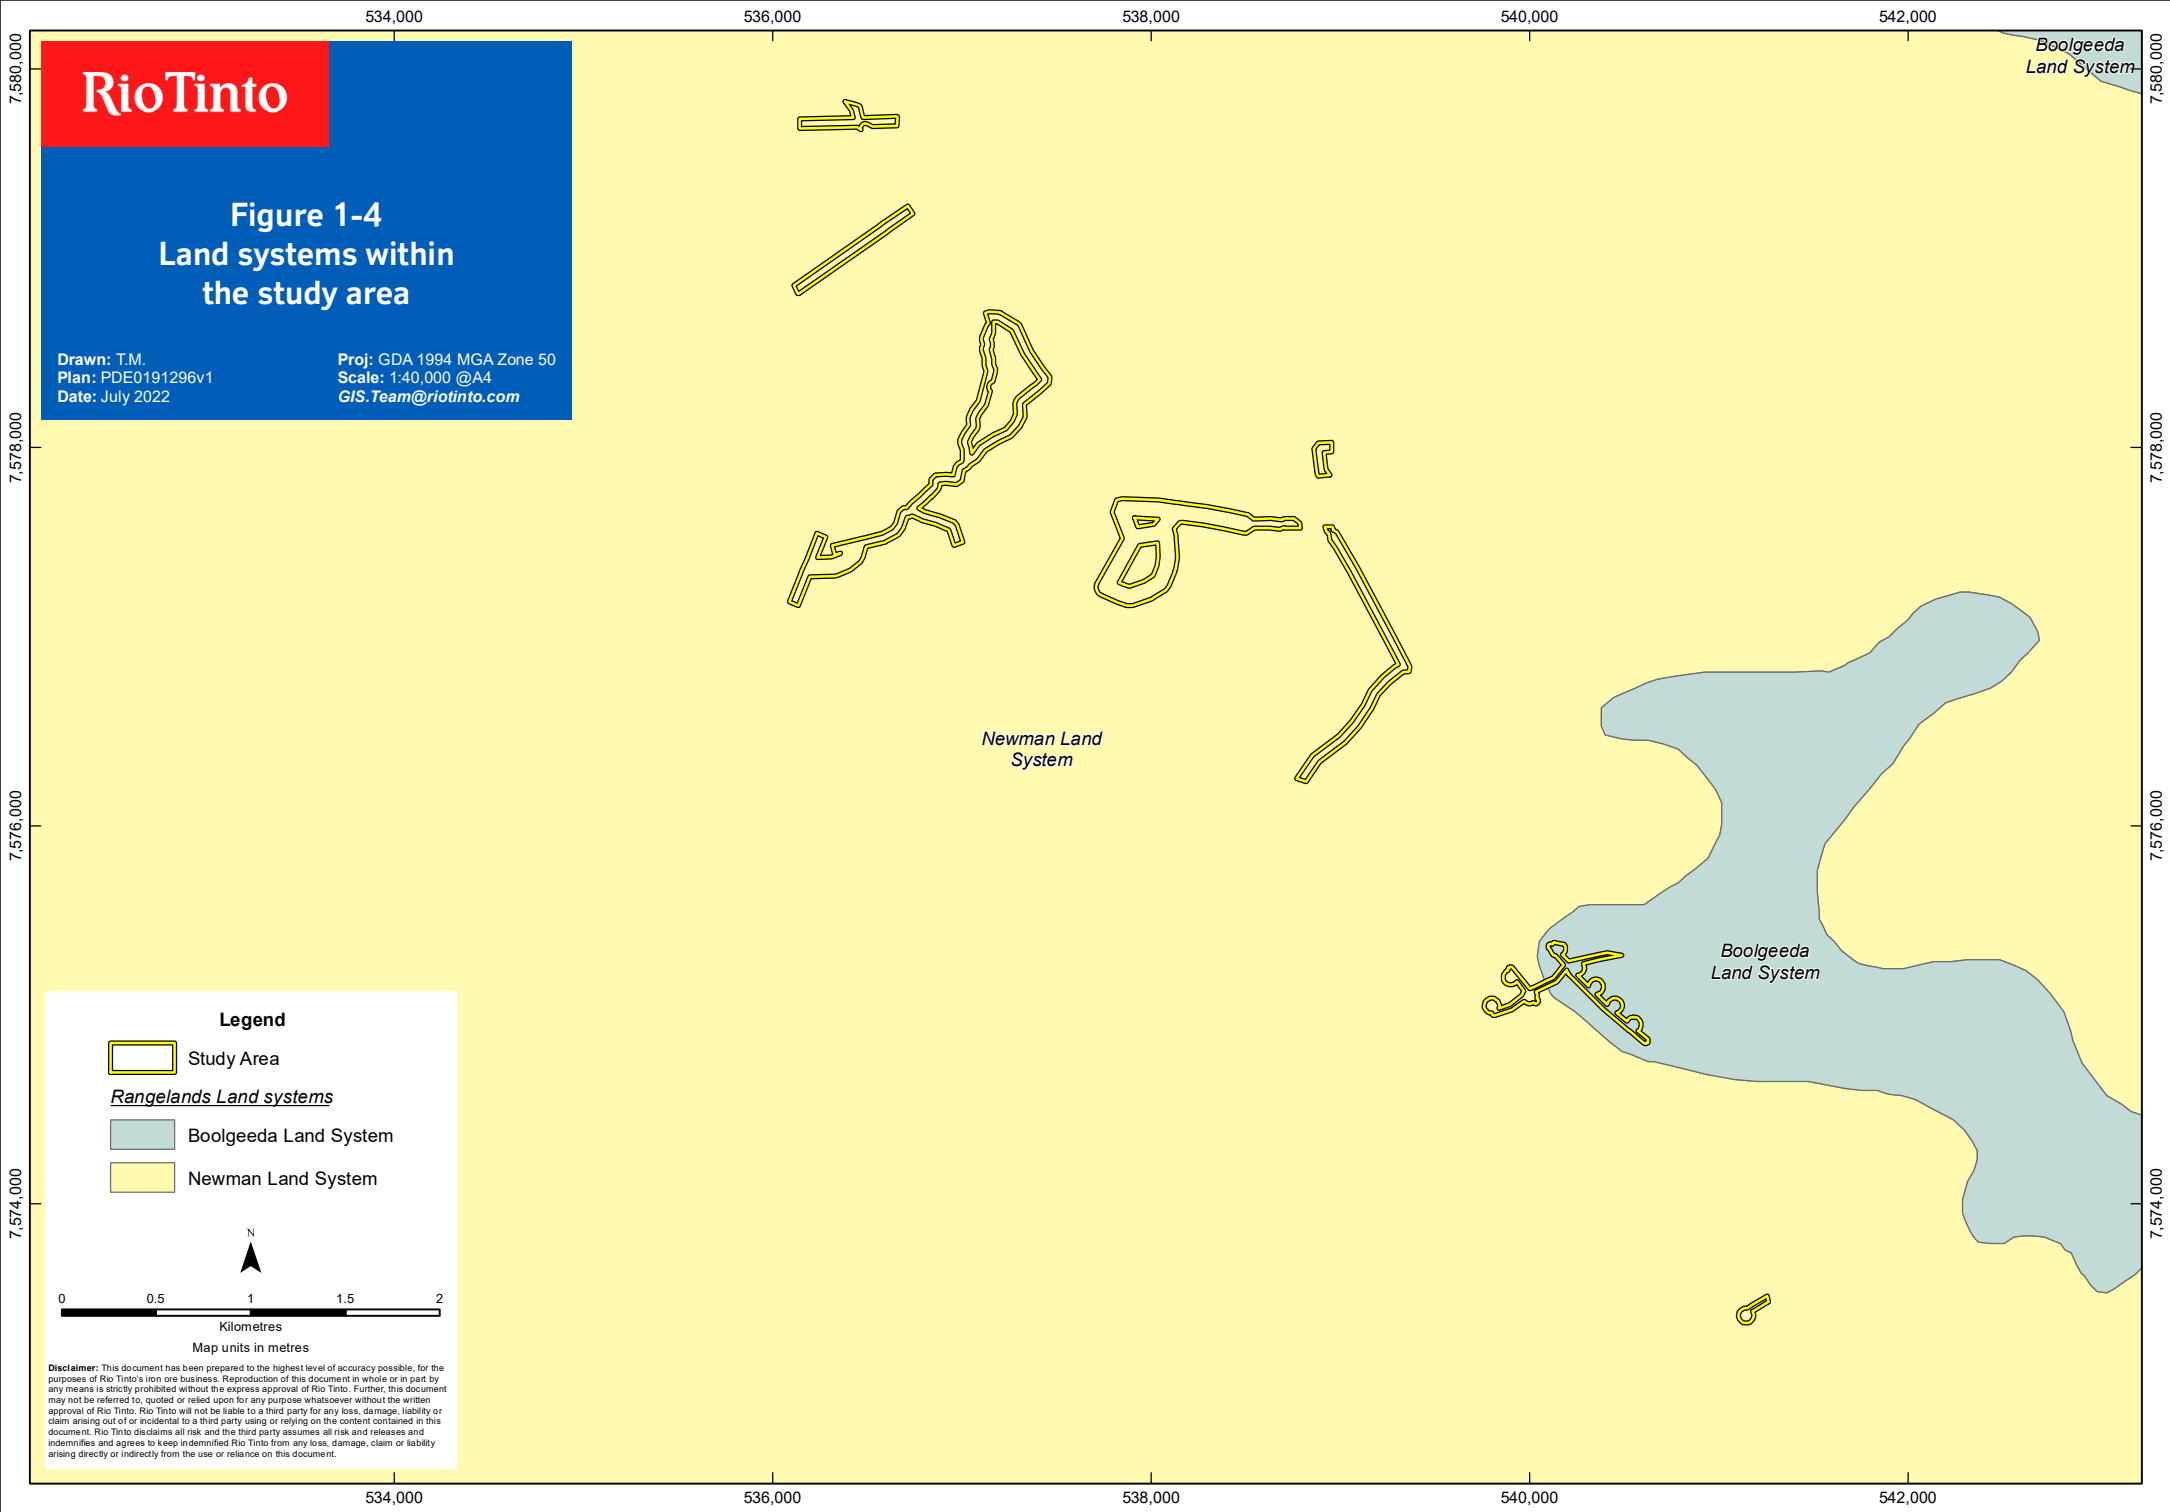 534,000
536,000
538,000
540,000
542,000
7,580,000
7,578,000
7,576,000
7,574,000
RioTinto
Figure 1-4
Land systems within
the study area
Drawn: T.M.
Plan: PDE0191296v1
Date: July 2022
Proj: GDA 1994 MGA Zone 50
Scale: 1:40,000 @A4
GIS.Team@riotinto.com
Boolgeeda
Land System
Newman Land
System
Boolgeeda
Land System
Legend
Study Area
Rangelands Land systems
Boolgeeda Land System
Newman Land System
N
0 0.5 1 1.5 2
Kilometres
Map units in metres
Disclaimer: This document has been prepared to the highest level of accuracy possible, for the
purposes of Rio Tinto's iron ore business. Reproduction of this document in whole or in part by
any means is strictly prohibited without the express approval of Rio Tinto. Further, this document
may not be referred to, quoted or relied upon for any purpose whatsoever without the written
approval of Rio Tinto. Rio Tinto will not be liable to a third party for any loss, damage, liability or
claim arising out of or incidental to a third party using or relying on the content contained in this
document. Rio Tinto disclaims all risk and the third party assumes all risk and releases and
indemnifies and agrees to keep indemnified Rio Tinto from any loss, damage, claim or liability
arising directly or indirectly from the use or reliance on this document.
7,580,000
7,578,000
7,576,000
7,574,000
534,000
536,000
538,000
540,000
542,000